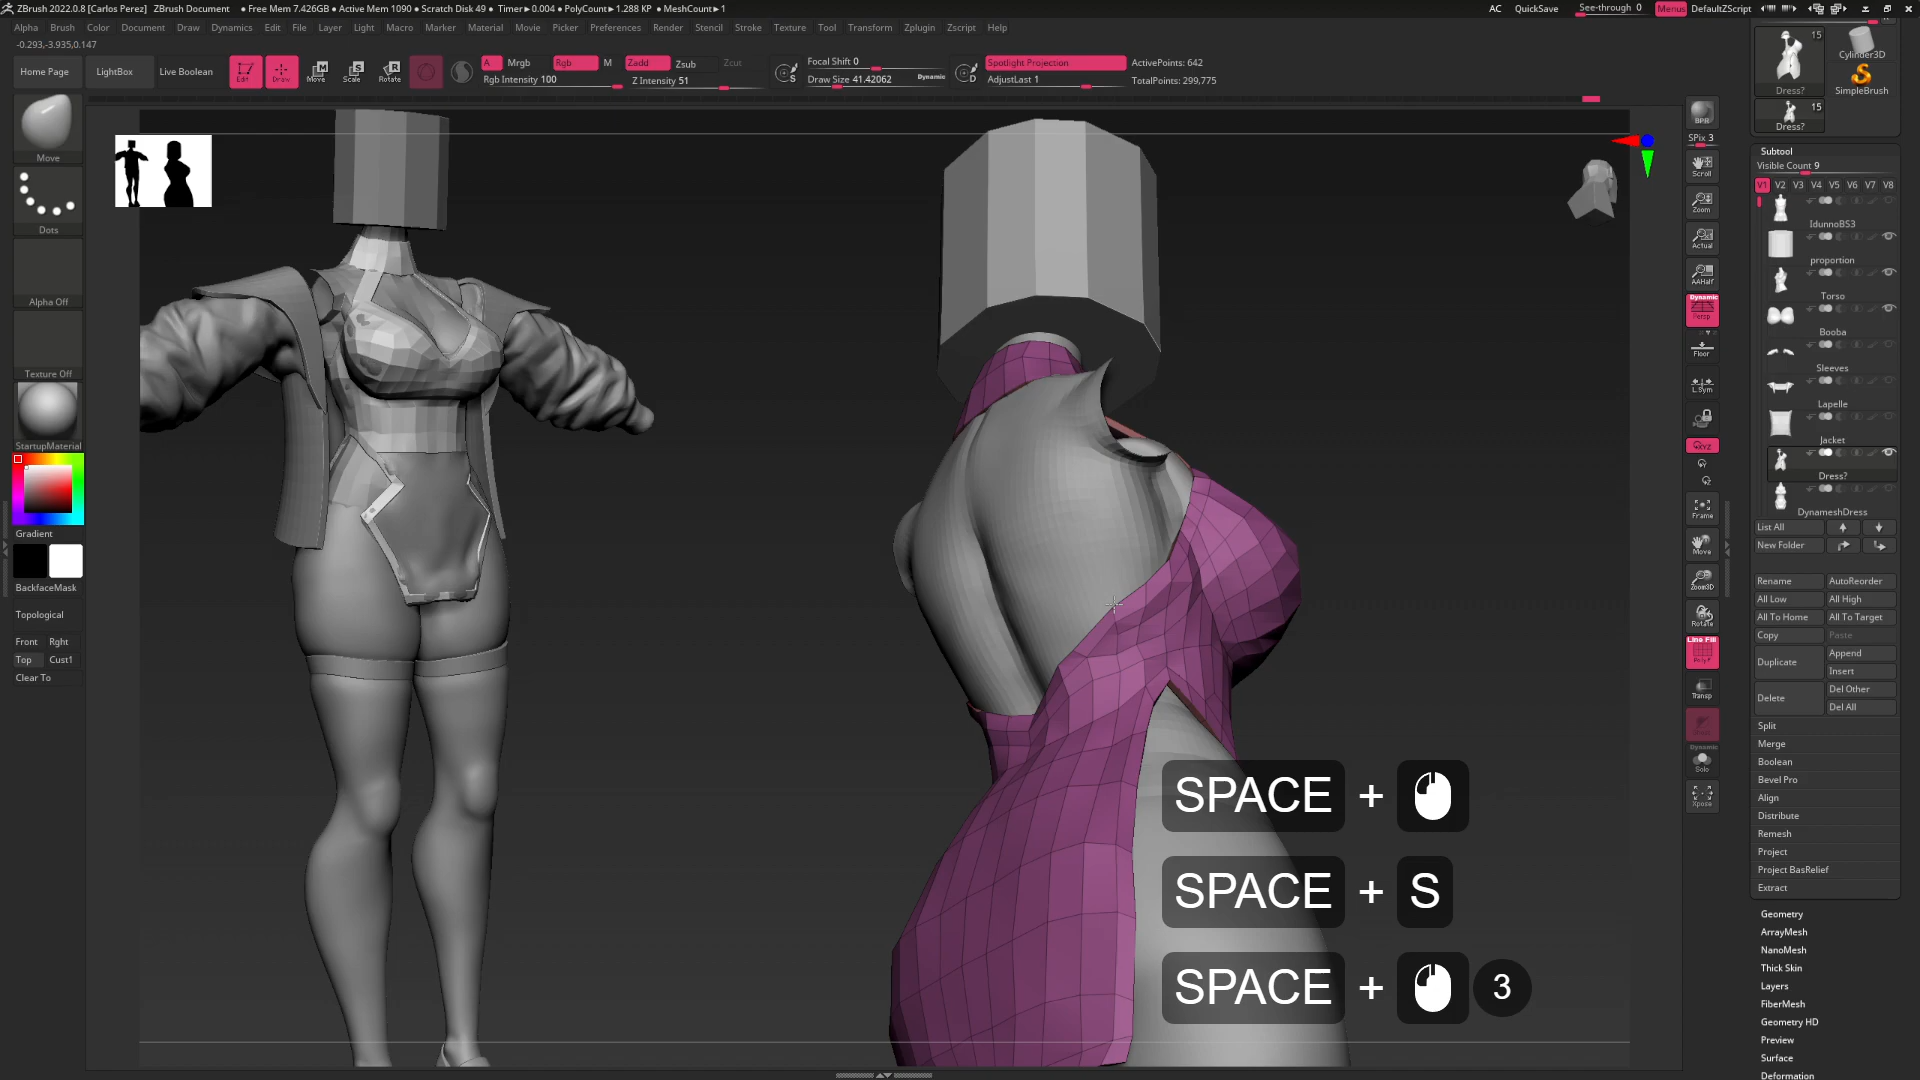 ZBrush 2022.0.8 [Carlos Perez] ZBrush Document • Free Mem 7.426GB • Active Mem 1090 • Scratch Disk 49 • Timer▸0.004 • PolyCount▸1.288 KP • MeshCount▸1
AC QuickSave See-through 0 Menus DefaultZScript
Alpha Brush Color Document Draw Dynamics Edit File Layer Light Macro Marker Material Movie Picker Preferences Render Stencil Stroke Texture Tool Transform Zplugin Zscript Help
-0.293,-3.935,0.147
Home Page LightBox Live Boolean Edit Draw Move Scale Rotate
A Mrgb Rgb M Zadd Zsub Zcut
Rgb Intensity 100 Z Intensity 51
Focal Shift 0
Draw Size 41.42062 Dynamic
Spotlight Projection ActivePoints: 642
AdjustLast 1 TotalPoints: 299,775
Move
Dots
Alpha Off
Texture Off
StartupMaterial
Gradient
BackfaceMask
Topological
Front Rght
Top Cust1
Clear To
SPACE +
SPACE + S
SPACE + 3
BPR
SPix 3
Scroll
Zoom
Actual
AAHalf
Dynamic
Persp
Floor
L.Sym
Frame
Move
Zoom3D
Rotate
Line Fill
PolyF
Transp
Dynamic
Solo
Xpose
15
Cylinder3D
Dress?
SimpleBrush
15
Dress?
Subtool
Visible Count 9
V1 V2 V3 V4 V5 V6 V7 V8
IdunnoBS3
proportion
Torso
Booba
Sleeves
Lapelle
Jacket
Dress?
DynameshDress
List All
New Folder
Rename AutoReorder
All Low All High
All To Home All To Target
Copy Paste
Duplicate Append
Insert
Delete Del Other
Del All
Split
Merge
Boolean
Bevel Pro
Align
Distribute
Remesh
Project
Project BasRelief
Extract
Geometry
ArrayMesh
NanoMesh
Thick Skin
Layers
FiberMesh
Geometry HD
Preview
Surface
Deformation